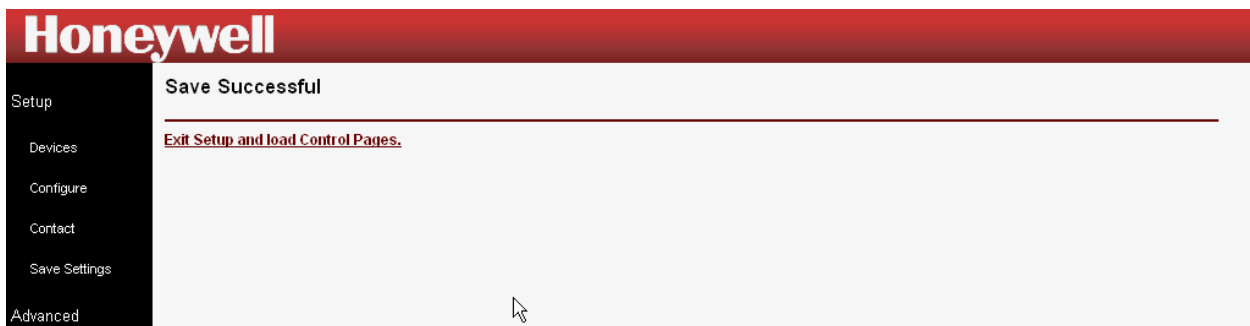 Honeywell
Setup
Devices
Configure
Contact
Save Settings
Advanced
Save Successful
Exit Setup and load Control Pages.